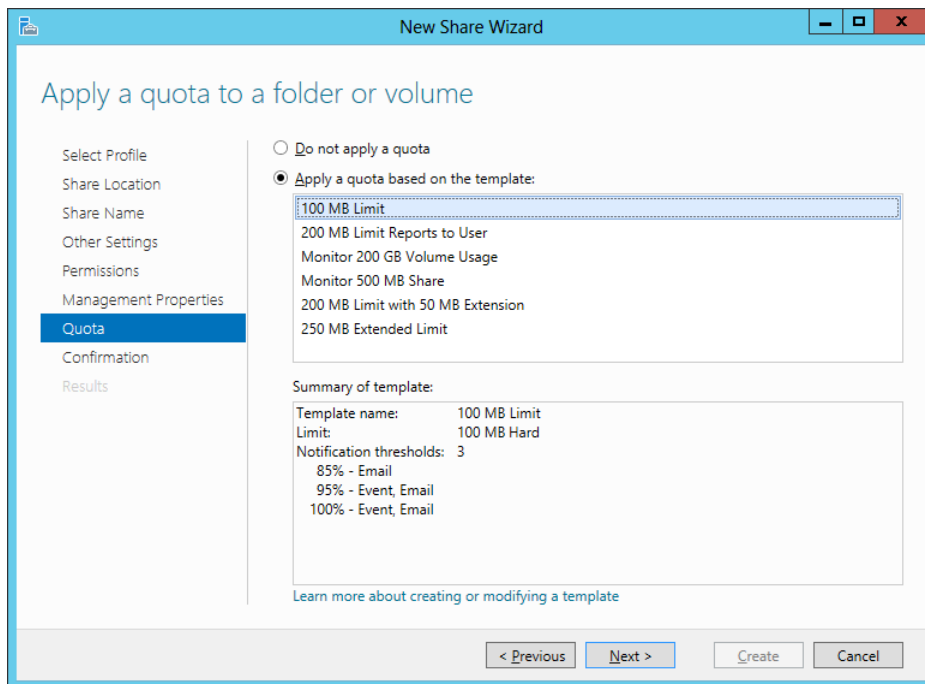 New Share Wizard
Apply a quota to a folder or volume
Select Profile
Share Location
Share Name
Other Settings
Permissions
Management Properties
Quota
Confirmation
Results
Do not apply a quota
Apply a quota based on the template:
100 MB Limit
200 MB Limit Reports to User
Monitor 200 GB Volume Usage
Monitor 500 MB Share
200 MB Limit with 50 MB Extension
250 MB Extended Limit
Summary of template:
Template name: 100 MB Limit
Limit: 100 MB Hard
Notification thresholds: 3
85% - Email
95% - Event, Email
100% - Event, Email
Learn more about creating or modifying a template
< Previous
Next >
Create
Cancel